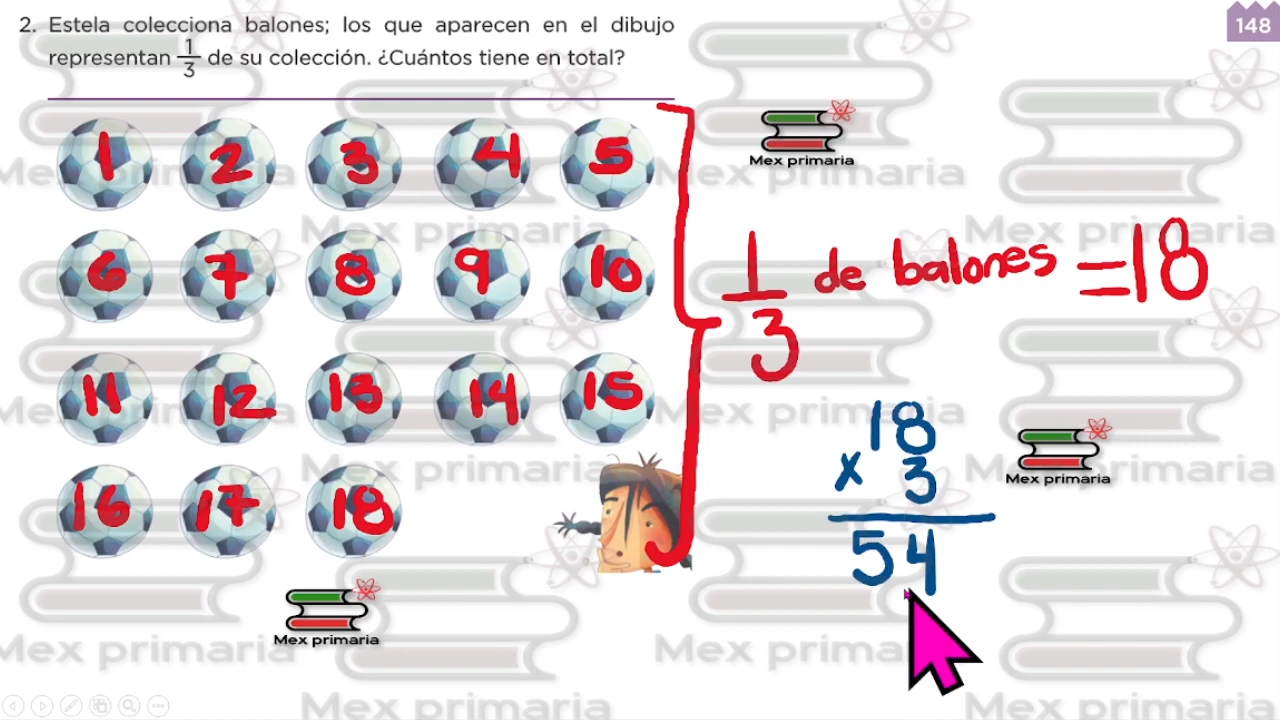 148
2. Estela colecciona balones; los que aparecen en el dibujo
representan 1/3 de su colección. ¿Cuántos tiene en total?
1 2 3 4 5
6 7 8 9 10
11 12 13 14 15
16 17 18
1/3 de balones = 18
18
x 3
54
Mex primaria
Mex primaria
Mex primaria